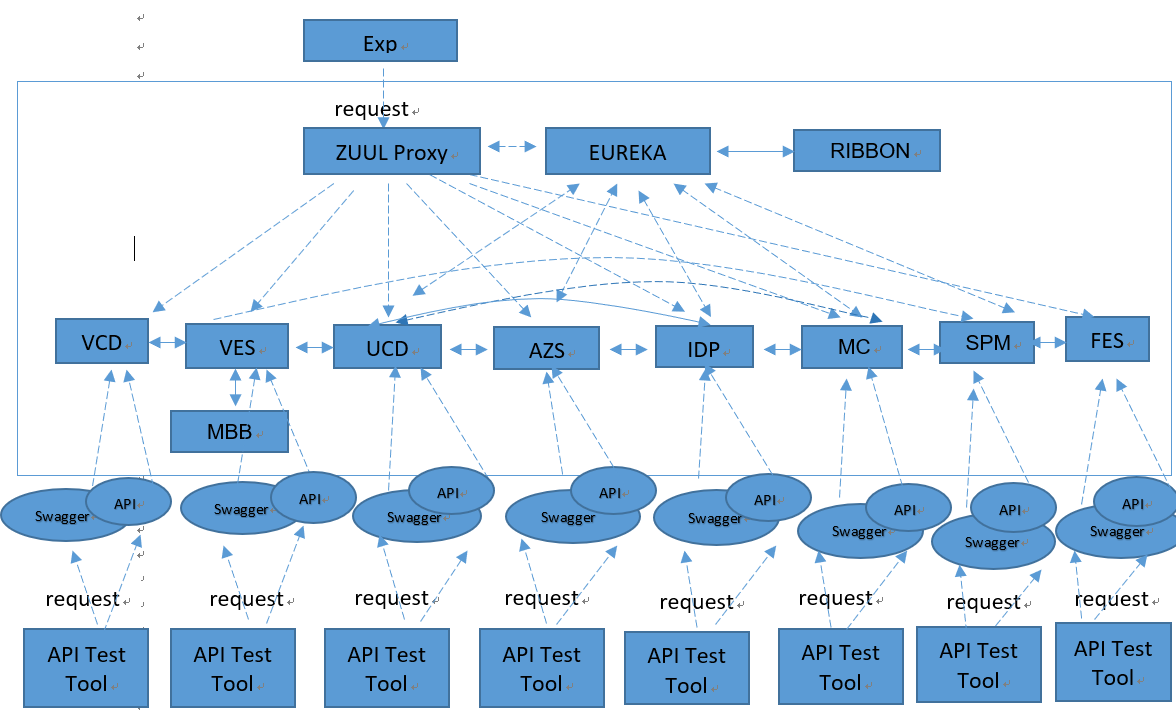 Exp
request
ZUUL Proxy
EUREKA
RIBBON
VCD
VES
UCD
AZS
IDP
MC
SPM
FES
MBB
Swagger
API
Swagger
API
Swagger
API
Swagger
API
Swagger
API
Swagger
API
Swagger
API
Swagger
API
request
request
request
request
request
request
request
request
API Test
Tool
API Test
Tool
API Test
Tool
API Test
Tool
API Test
Tool
API Test
Tool
API Test
Tool
API Test
Tool